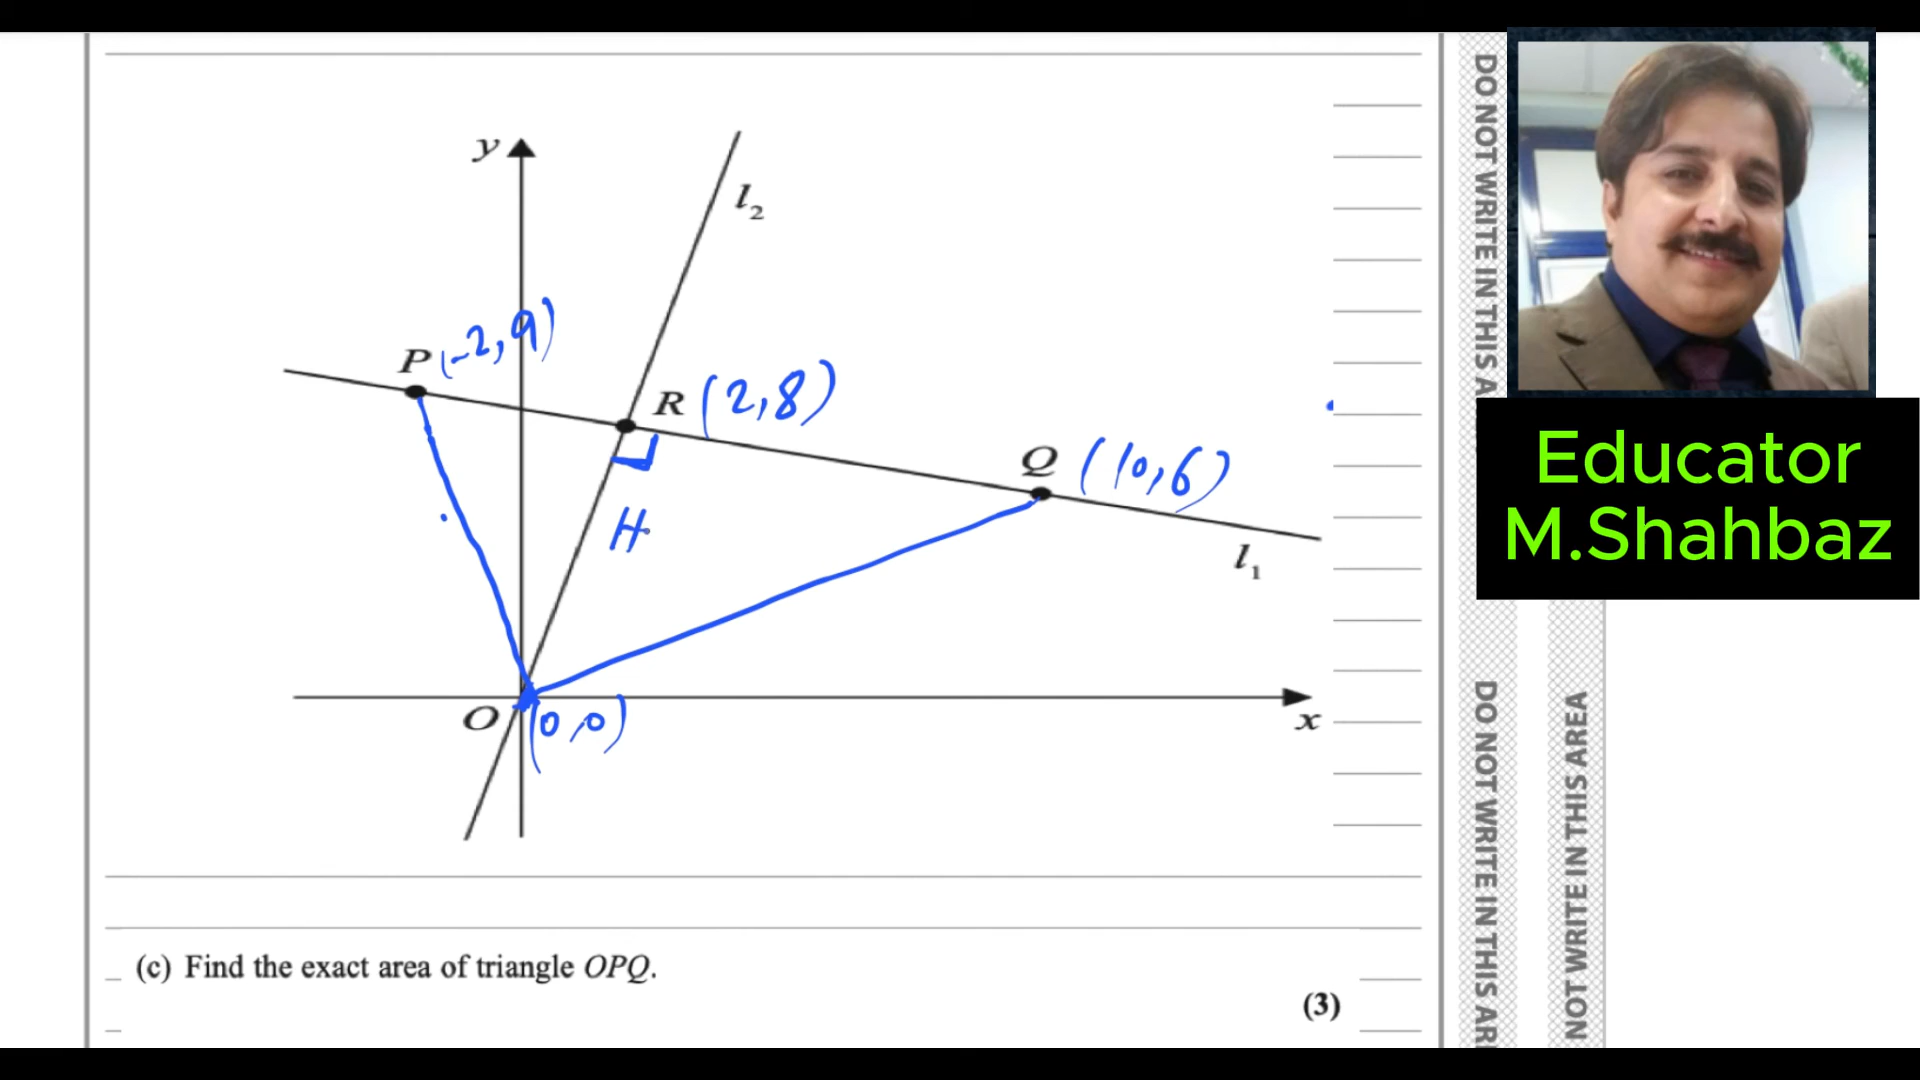 y
l₂
P (-2, 9)
R (2, 8)
Q (10, 6)
H
l₁
O (0, 0)
x
(c) Find the exact area of triangle OPQ.
(3)
DO NOT WRITE IN THIS A
DO NOT WRITE IN THIS AR
NOT WRITE IN THIS AREA
Educator
M.Shahbaz